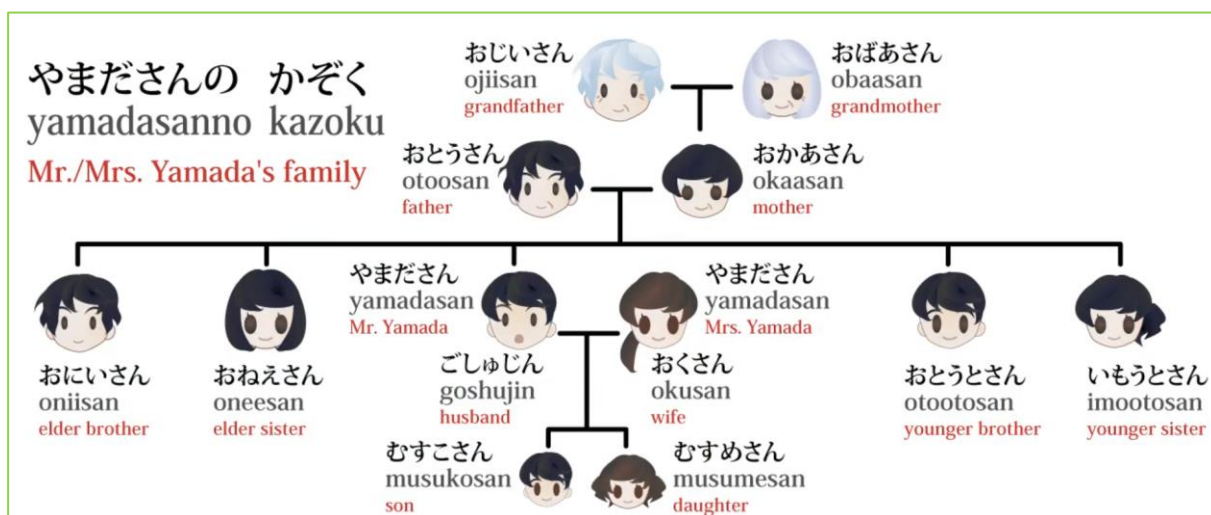 やまださんの かぞく
yamadasanno kazoku
Mr./Mrs. Yamada's family
おじいさん
ojiisan
grandfather
おばあさん
obaasan
grandmother
おとうさん
otoosan
father
おかあさん
okaasan
mother
おにいさん
oniisan
elder brother
おねえさん
oneesan
elder sister
やまださん
yamadasan
Mr. Yamada
ごしゅじん
goshujin
husband
やまださん
yamadasan
Mrs. Yamada
おくさん
okusan
wife
おとうとさん
otootosan
younger brother
いもうとさん
imootosan
younger sister
むすこさん
musukosan
son
むすめさん
musumesan
daughter